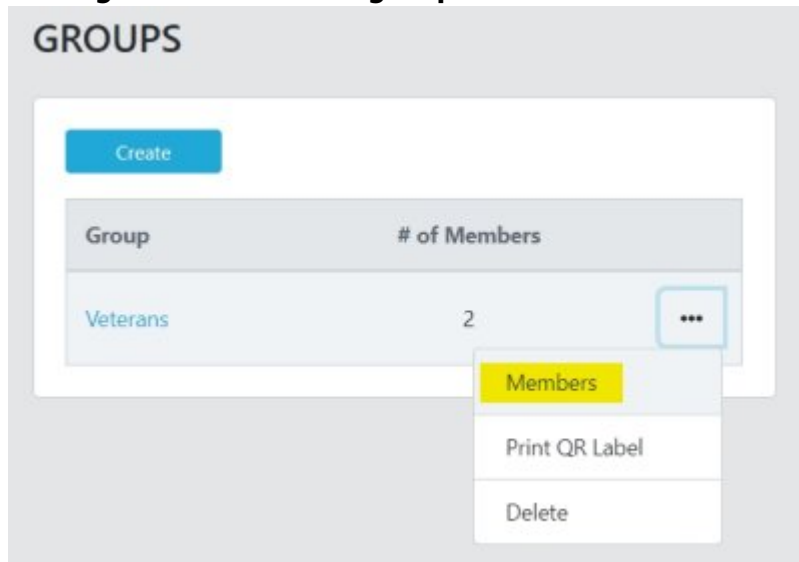 GROUPS
Create
Group # of Members
Veterans 2 •••
Members
Print QR Label
Delete